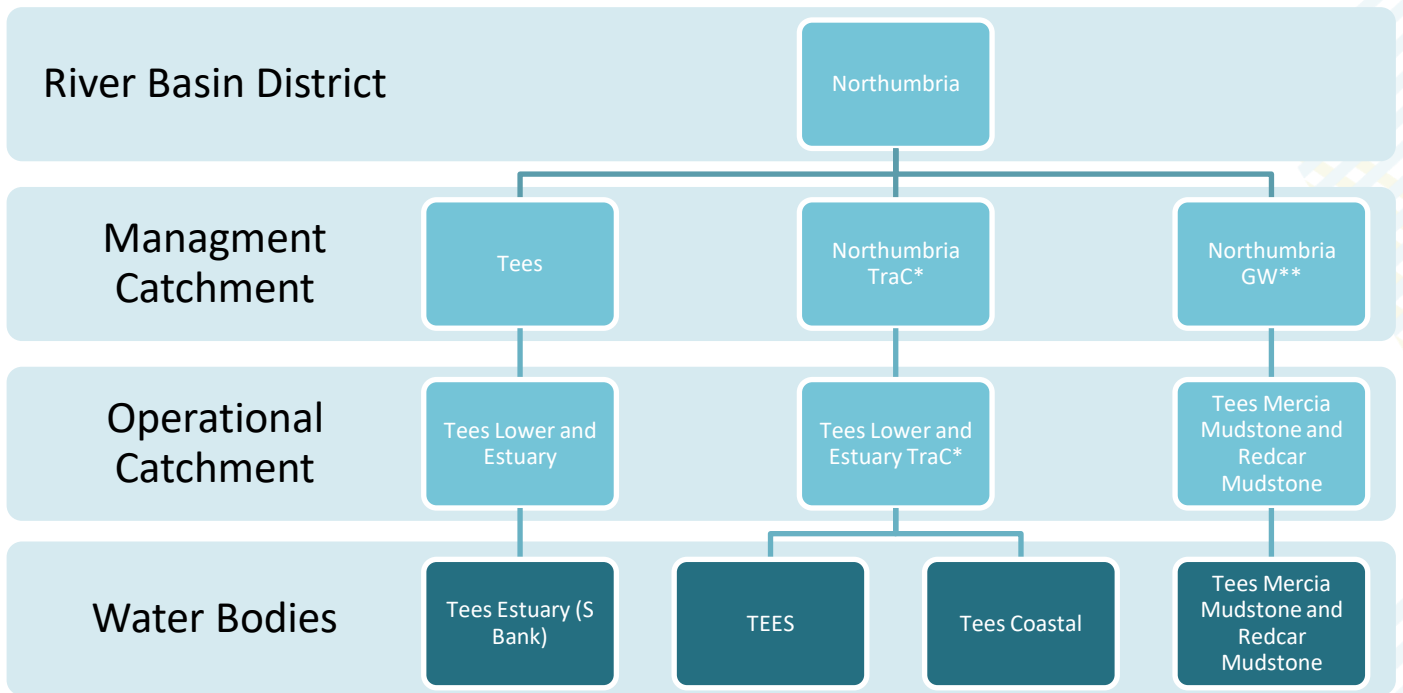 River Basin District
Northumbria
Managment
Catchment
Tees
Northumbria
TraC*
Northumbria
GW**
Operational
Catchment
Tees Lower and
Estuary
Tees Lower and
Estuary TraC*
Tees Mercia
Mudstone and
Redcar
Mudstone
Water Bodies
Tees Estuary (S
Bank)
TEES
Tees Coastal
Tees Mercia
Mudstone and
Redcar
Mudstone